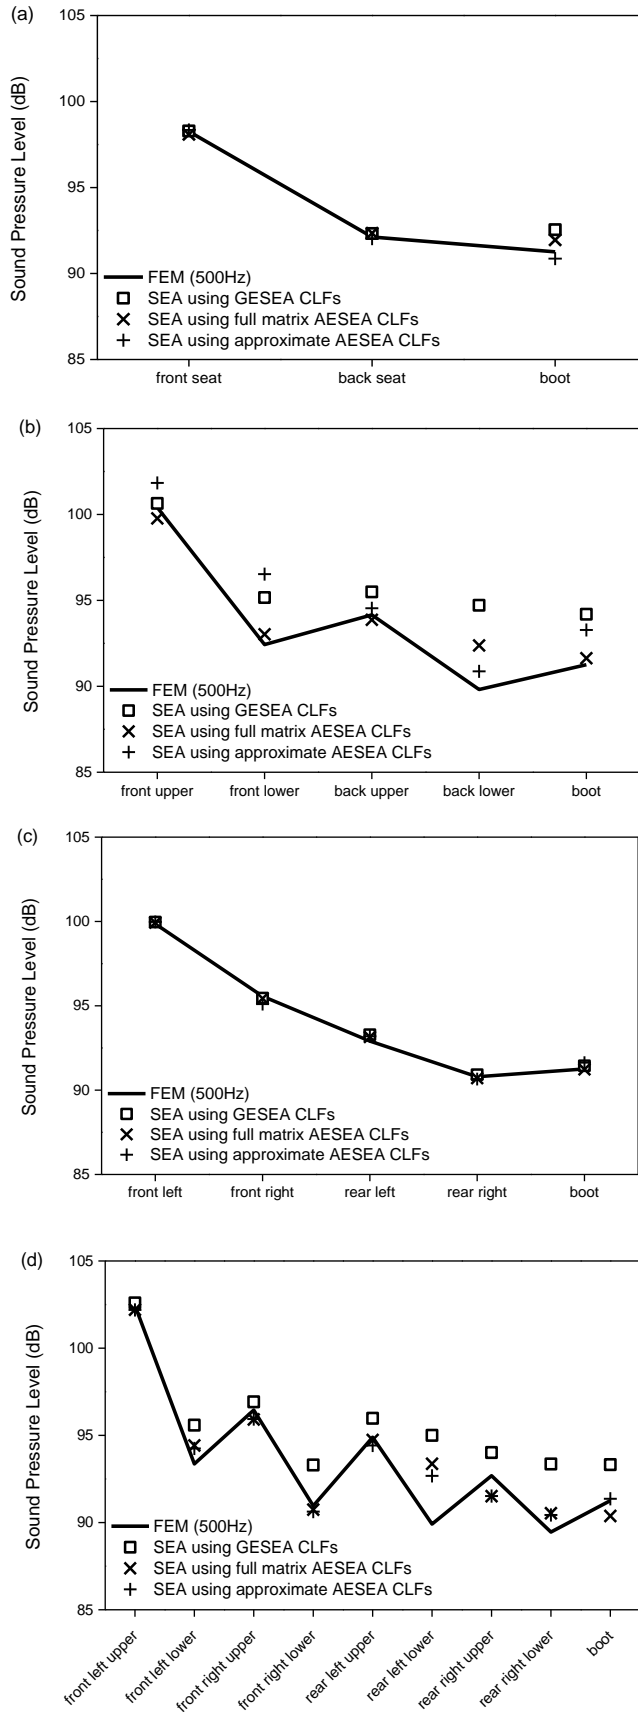 (a)
105
100
95
90
85
Sound Pressure Level (dB)
FEM (500Hz)
SEA using GESEA CLFs
SEA using full matrix AESEA CLFs
SEA using approximate AESEA CLFs
front seat back seat boot
(b)
105
100
95
90
85
Sound Pressure Level (dB)
FEM (500Hz)
SEA using GESEA CLFs
SEA using full matrix AESEA CLFs
SEA using approximate AESEA CLFs
front upper front lower back upper back lower boot
(c)
105
100
95
90
85
Sound Pressure Level (dB)
FEM (500Hz)
SEA using GESEA CLFs
SEA using full matrix AESEA CLFs
SEA using approximate AESEA CLFs
front left front right rear left rear right boot
(d)
105
100
95
90
85
Sound Pressure Level (dB)
FEM (500Hz)
SEA using GESEA CLFs
SEA using full matrix AESEA CLFs
SEA using approximate AESEA CLFs
front left upper
front left lower
front right upper
front right lower
rear left upper
rear left lower
rear right upper
rear right lower
boot